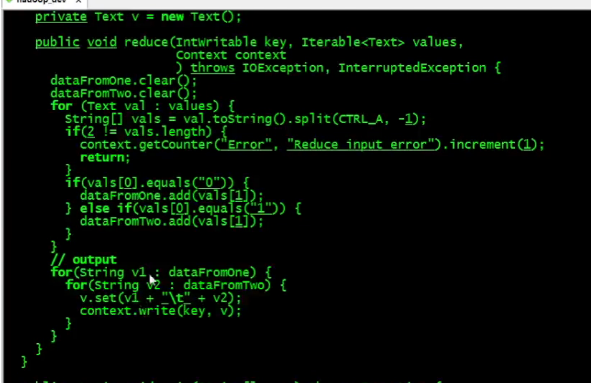 hadoop_dev
private Text v = new Text();
public void reduce(IntWritable key, Iterable<Text> values,
Context context
) throws IOException, InterruptedException {
dataFromOne.clear();
dataFromTwo.clear();
for (Text val : values) {
String[] vals = val.toString().split(CTRL_A, -1);
if(2 != vals.length) {
context.getCounter("Error", "Reduce input error").increment(1);
return;
}
if(vals[0].equals("0")) {
dataFromOne.add(vals[1]);
} else if(vals[0].equals("1")) {
dataFromTwo.add(vals[1]);
}
}
// output
for(String v1 : dataFromOne) {
for(String v2 : dataFromTwo) {
v.set(v1 + "\t" + v2);
context.write(key, v);
}
}
}
}